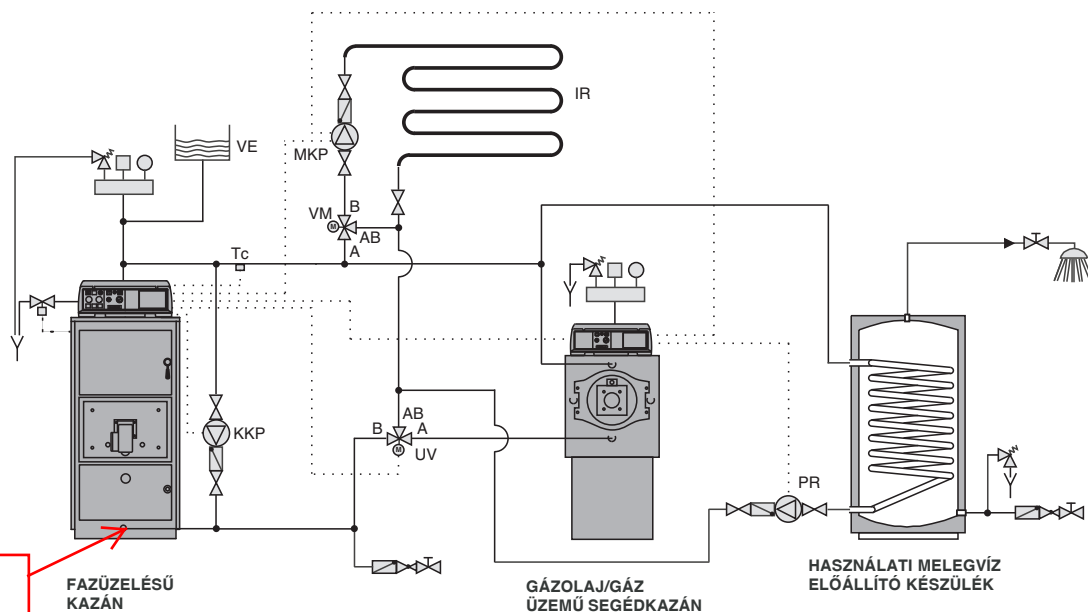 IR
VE
MKP
B
VM
M
AB
A
Tc
AB
B
A
M
UV
KKP
PR
FAZÜZELÉSŰ
KAZÁN
GÁZOLAJ/GÁZ
ÜZEMŰ SEGÉDKAZÁN
HASZNÁLATI MELEGVÍZ
ELŐÁLLÍTÓ KÉSZÜLÉK